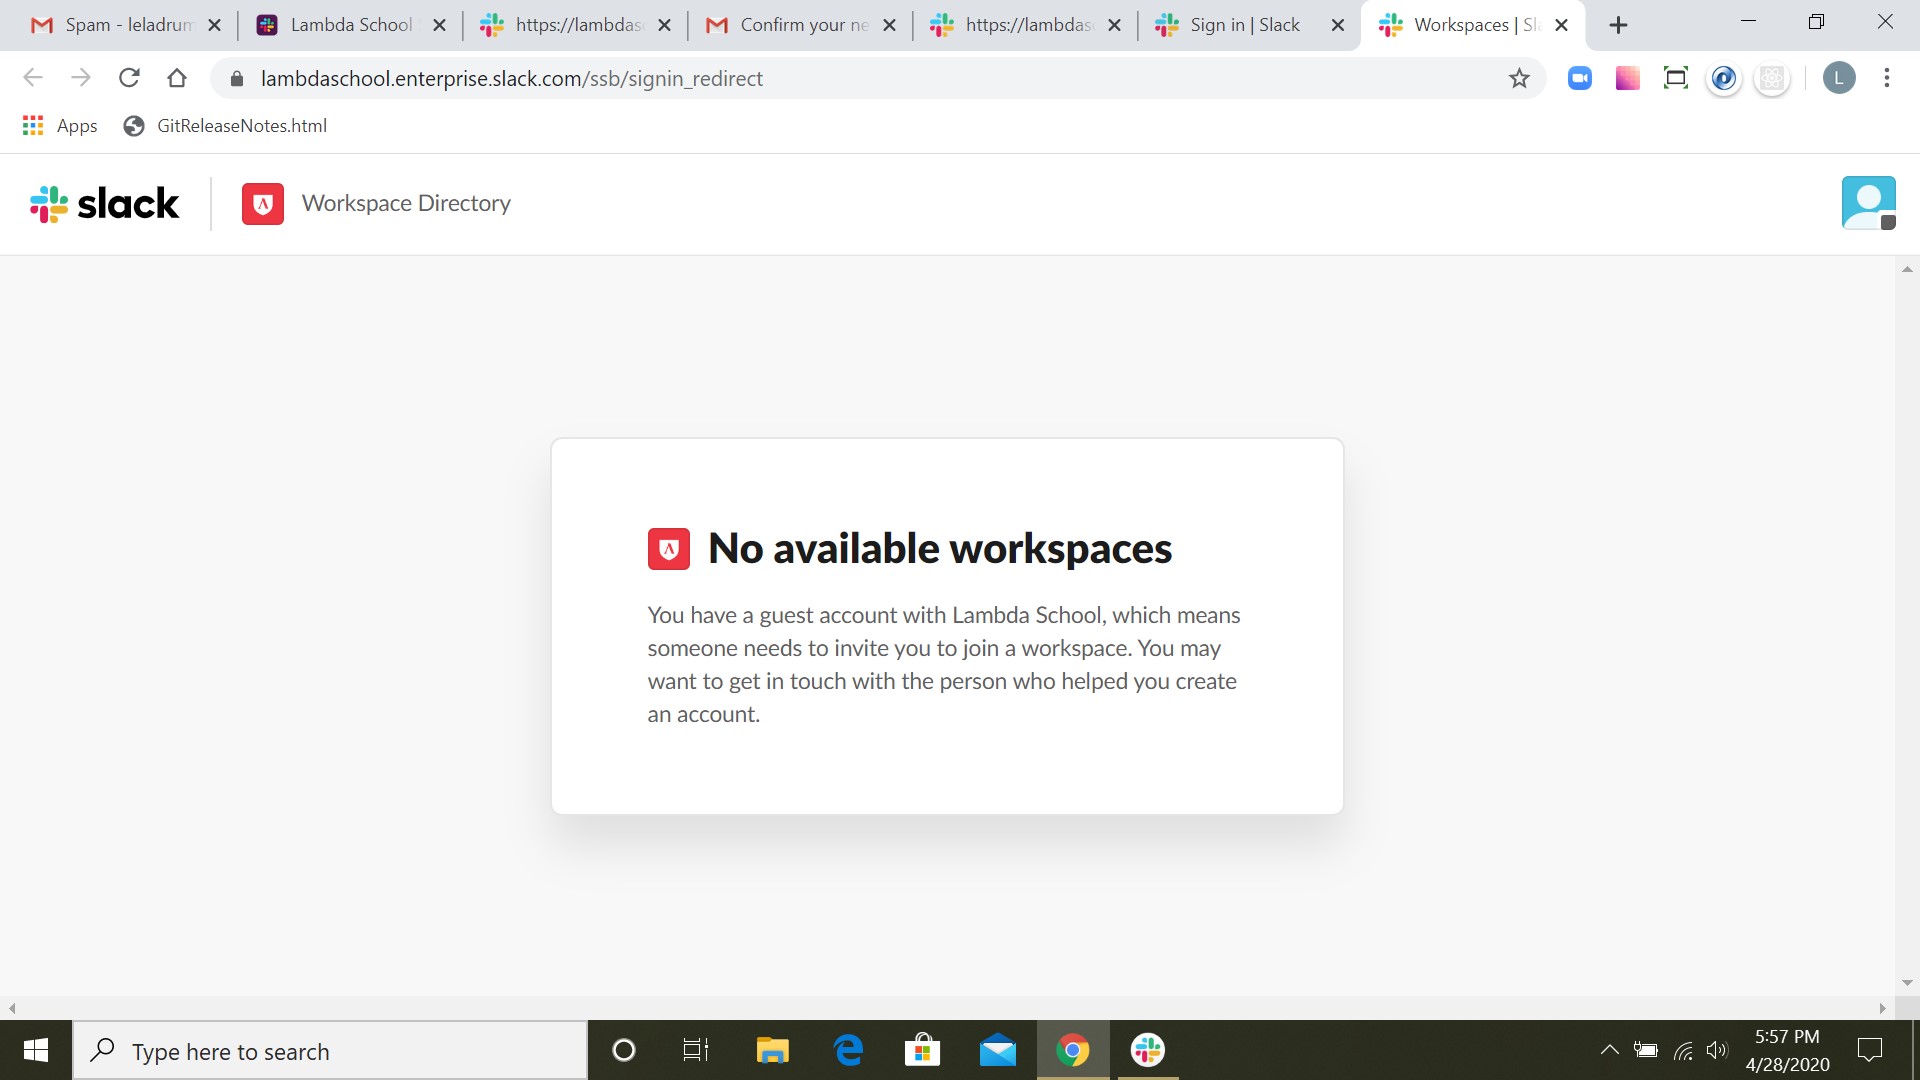 Spam - leladrum
Lambda School
https://lambdas
Confirm your ne
https://lambdas
Sign in | Slack
Workspaces | Sla
lambdaschool.enterprise.slack.com/ssb/signin_redirect
L
Apps
GitReleaseNotes.html
slack
Workspace Directory
No available workspaces
You have a guest account with Lambda School, which means
someone needs to invite you to join a workspace. You may
want to get in touch with the person who helped you create
an account.
Type here to search
5:57 PM
4/28/2020